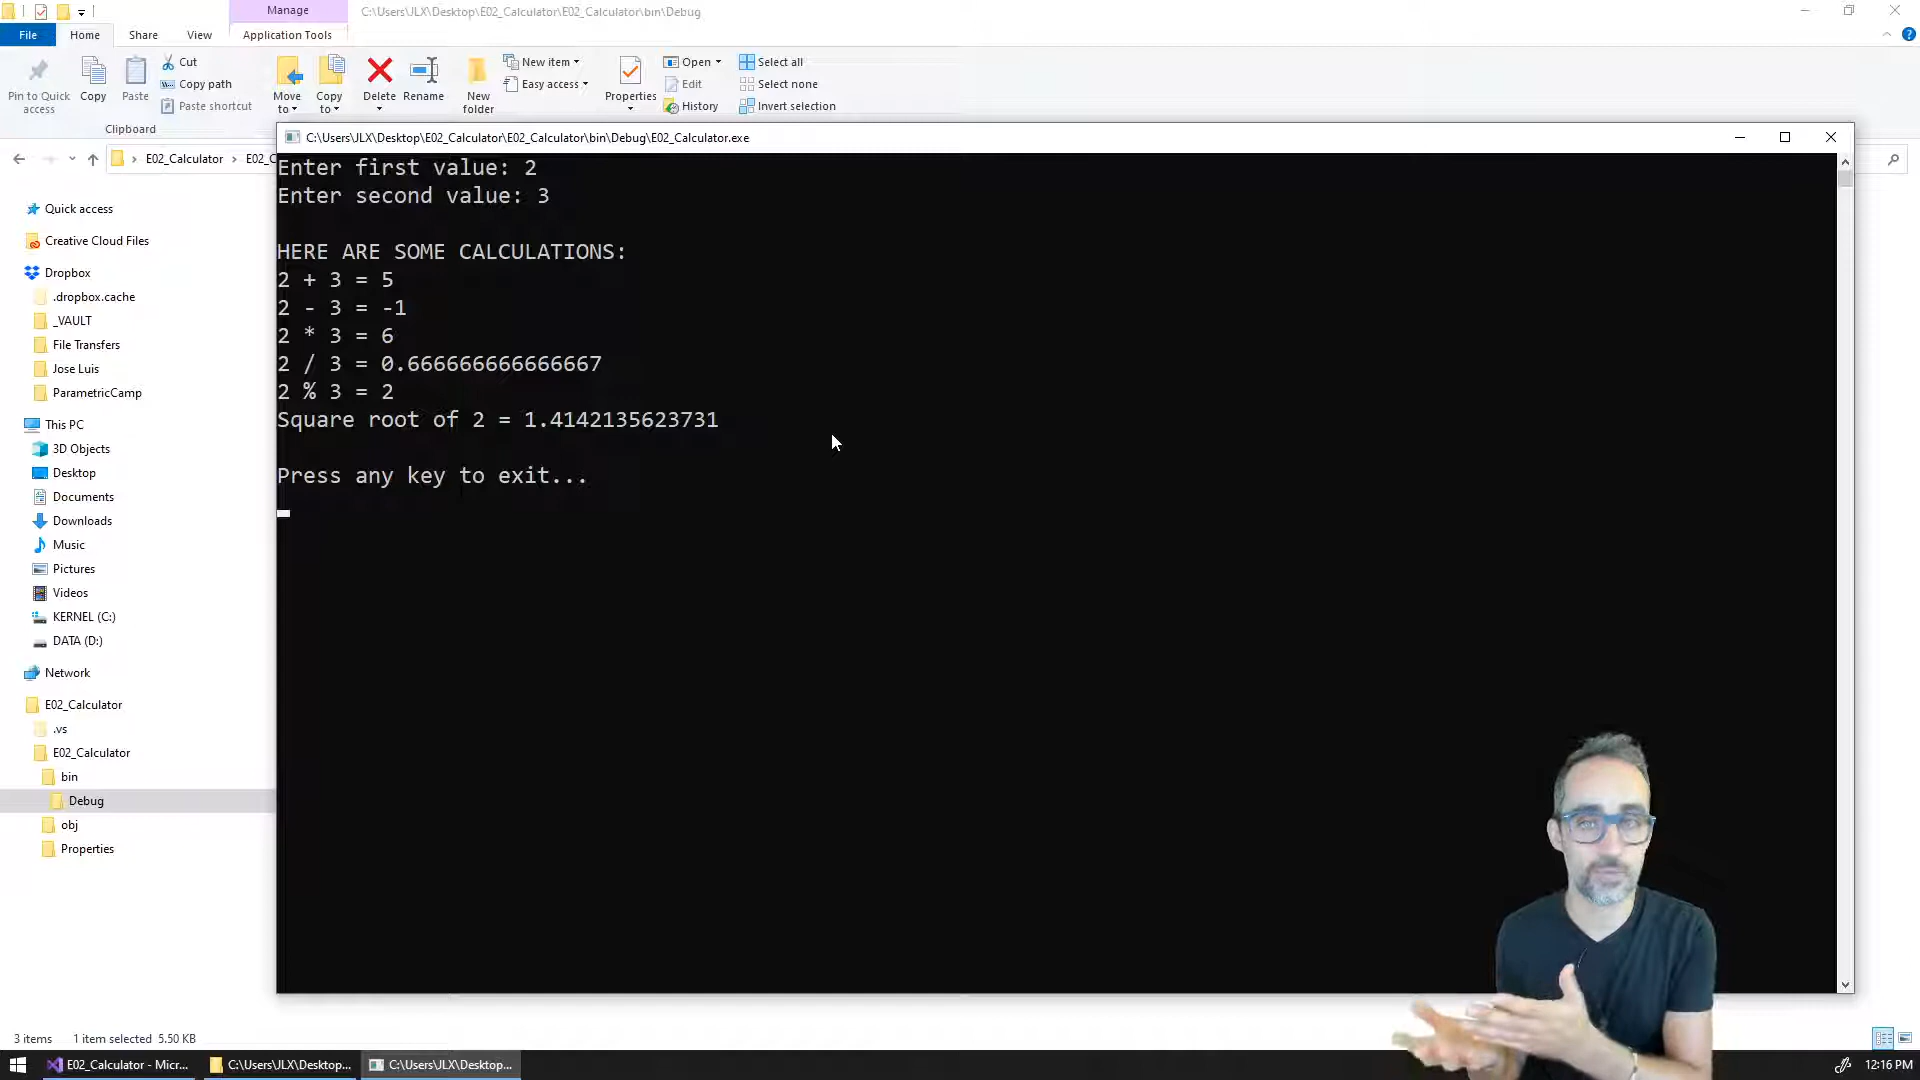 Manage
C:\Users\JLX\Desktop\E02_Calculator\E02_Calculator\bin\Debug
File
Home
Share
View
Application Tools
Pin to Quick access
Copy
Paste
Cut
Copy path
Paste shortcut
Move to
Copy to
Delete
Rename
New folder
New item
Easy access
Properties
Open
Edit
History
Select all
Select none
Invert selection
Clipboard
E02_Calculator
C:\Users\JLX\Desktop\E02_Calculator\E02_Calculator\bin\Debug\E02_Calculator.exe
Enter first value: 2
Enter second value: 3
HERE ARE SOME CALCULATIONS:
2 + 3 = 5
2 - 3 = -1
2 * 3 = 6
2 / 3 = 0.666666666666667
2 % 3 = 2
Square root of 2 = 1.4142135623731
Press any key to exit...
Quick access
Creative Cloud Files
Dropbox
.dropbox.cache
_VAULT
File Transfers
Jose Luis
ParametricCamp
This PC
3D Objects
Desktop
Documents
Downloads
Music
Pictures
Videos
KERNEL (C:)
DATA (D:)
Network
E02_Calculator
.vs
E02_Calculator
bin
Debug
obj
Properties
3 items
1 item selected 5.50 KB
E02_Calculator - Micr...
C:\Users\JLX\Desktop...
C:\Users\JLX\Desktop...
12:16 PM